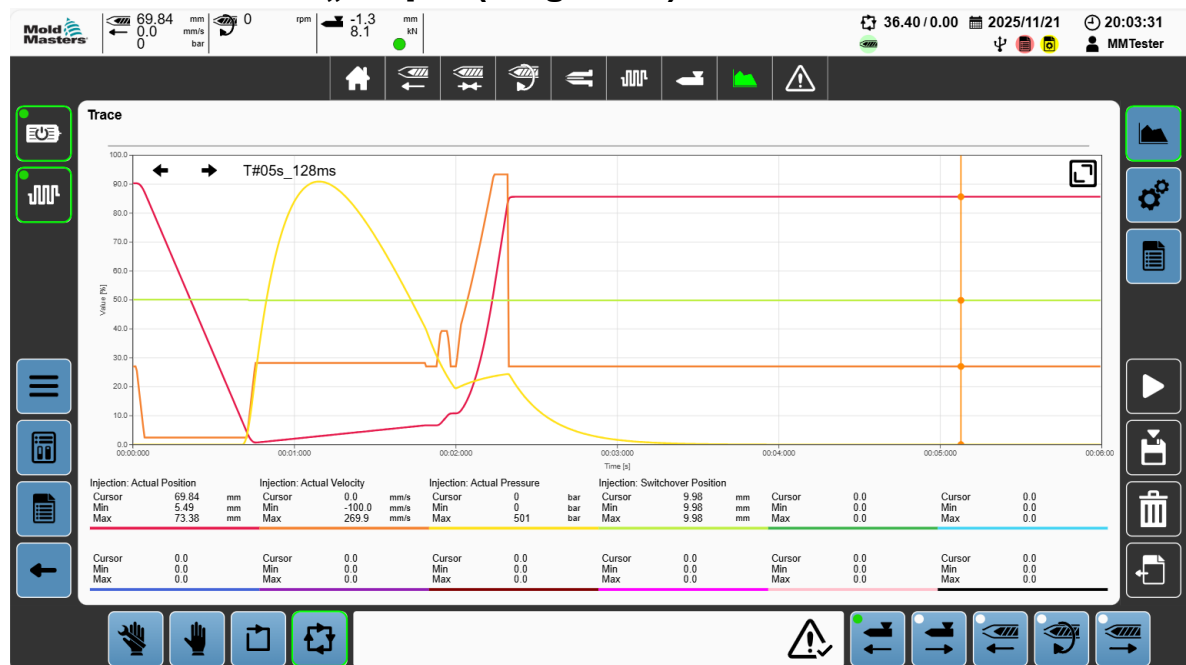 Mold
Masters
69.84 mm
0.0 mm/s
0 bar
0 rpm
-1.3 mm
8.1 kN
36.40 / 0.00
2025/11/21
20:03:31
MMTester
Trace
T#05s_128ms
100.0
90.0
80.0
70.0
60.0
50.0
40.0
30.0
20.0
10.0
0.0
Value [%]
00:00:000 00:01:000 00:02:000 00:03:000 00:04:000 00:05:000 00:06:00
Time [s]
Injection: Actual Position Injection: Actual Velocity Injection: Actual Pressure Injection: Switchover Position
Cursor 69.84 mm Cursor 0.0 mm/s Cursor 0 bar Cursor 9.98 mm Cursor 0.0 Cursor 0.0
Min 5.49 mm Min -100.0 mm/s Min 0 bar Min 9.98 mm Min 0.0 Min 0.0
Max 73.38 mm Max 269.9 mm/s Max 501 bar Max 9.98 mm Max 0.0 Max 0.0
Cursor 0.0 Cursor 0.0 Cursor 0.0 Cursor 0.0 Cursor 0.0 Cursor 0.0
Min 0.0 Min 0.0 Min 0.0 Min 0.0 Min 0.0 Min 0.0
Max 0.0 Max 0.0 Max 0.0 Max 0.0 Max 0.0 Max 0.0